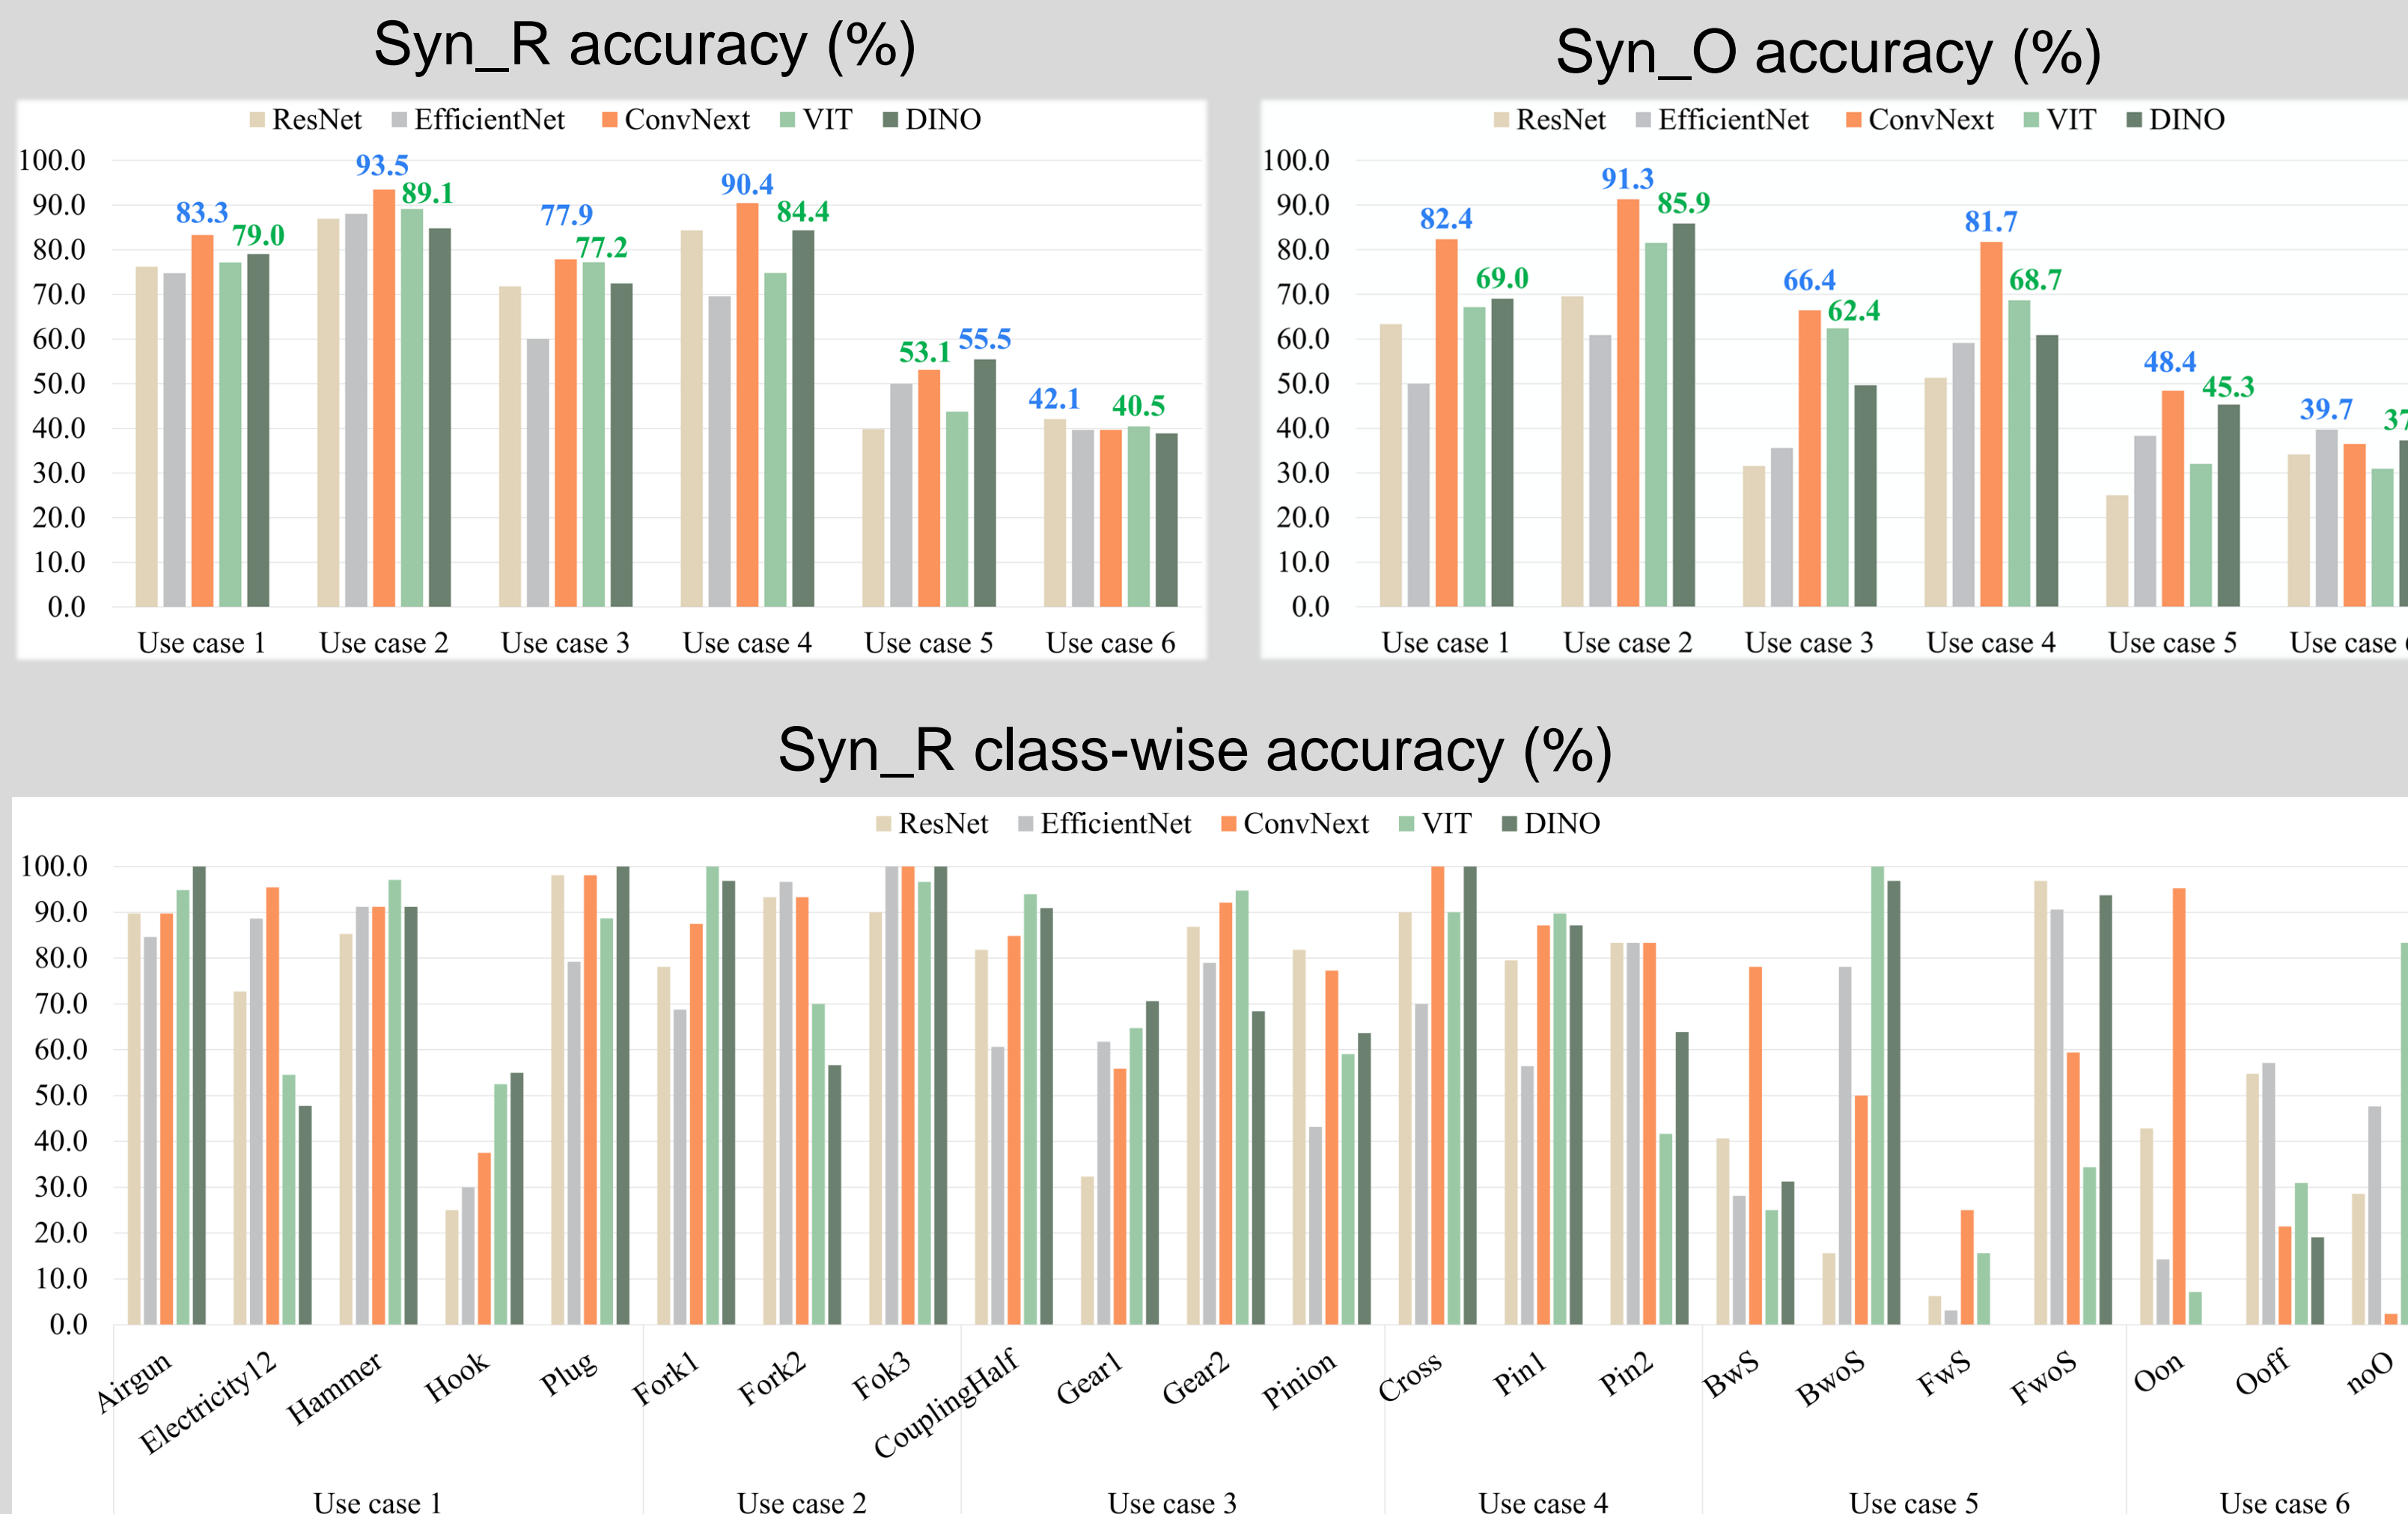 Syn_R accuracy (%)
ResNet EfficientNet ConvNext VIT DINO
100.0
90.0
80.0
70.0
60.0
50.0
40.0
30.0
20.0
10.0
0.0
83.3 79.0 93.5 89.1 77.9 77.2 90.4 84.4 53.1 55.5 42.1 40.5
Use case 1 Use case 2 Use case 3 Use case 4 Use case 5 Use case 6
Syn_O accuracy (%)
ResNet EfficientNet ConvNext VIT DINO
100.0
90.0
80.0
70.0
60.0
50.0
40.0
30.0
20.0
10.0
0.0
82.4 69.0 91.3 85.9 66.4 62.4 81.7 68.7 48.4 45.3 39.7 37
Use case 1 Use case 2 Use case 3 Use case 4 Use case 5 Use case
Syn_R class-wise accuracy (%)
ResNet EfficientNet ConvNext VIT DINO
100.0
90.0
80.0
70.0
60.0
50.0
40.0
30.0
20.0
10.0
0.0
Airgun Electricity12 Hammer Hook Plug Fork1 Fork2 Fok3 CouplingHalf Gear1 Gear2 Pinion Cross Pin1 Pin2 BwS BwoS FwS FwoS Oon Ooff noO
Use case 1 Use case 2 Use case 3 Use case 4 Use case 5 Use case 6